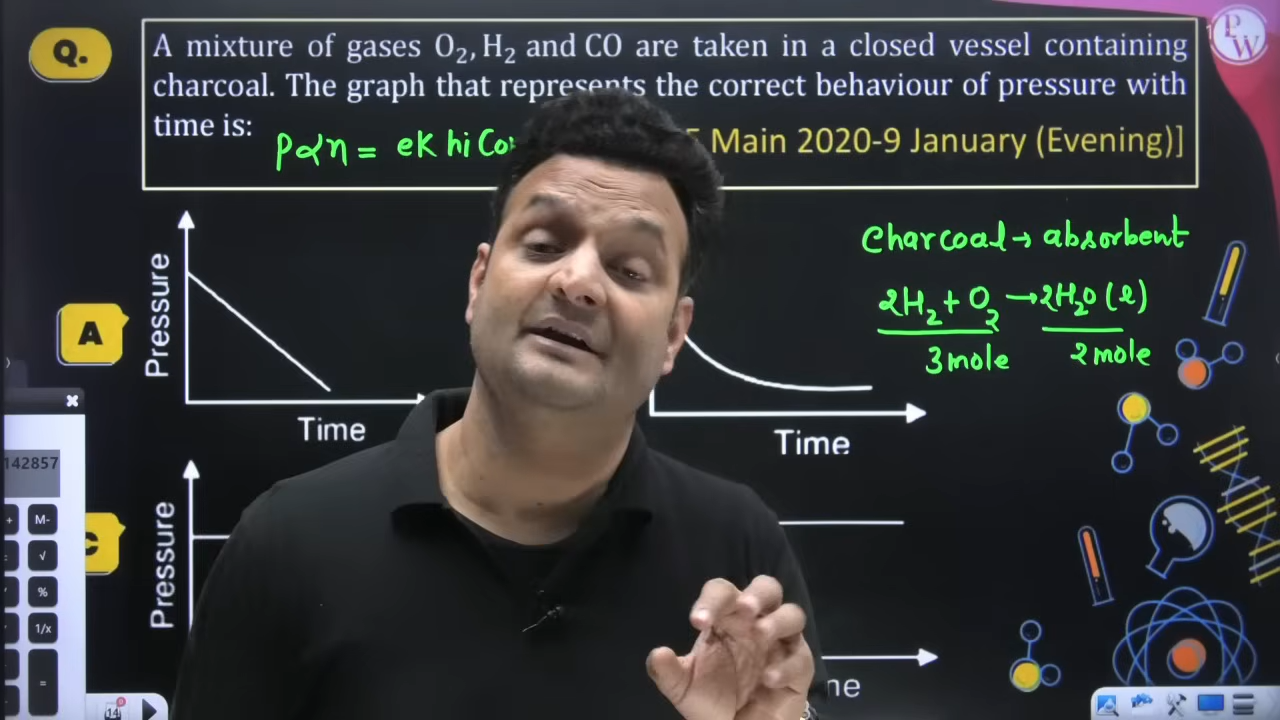 Q.
A mixture of gases O₂, H₂ and CO are taken in a closed vessel containing
charcoal. The graph that represents the correct behaviour of pressure with
time is:
Main 2020-9 January (Evening)]
P∝n = ek hi
PW
Charcoal → absorbent
2H₂ + O₂ → 2H₂O (l)
3mole 2mole
A
Pressure
Time
Time
C
Pressure
142857
M-
√
%
1/x
=
14